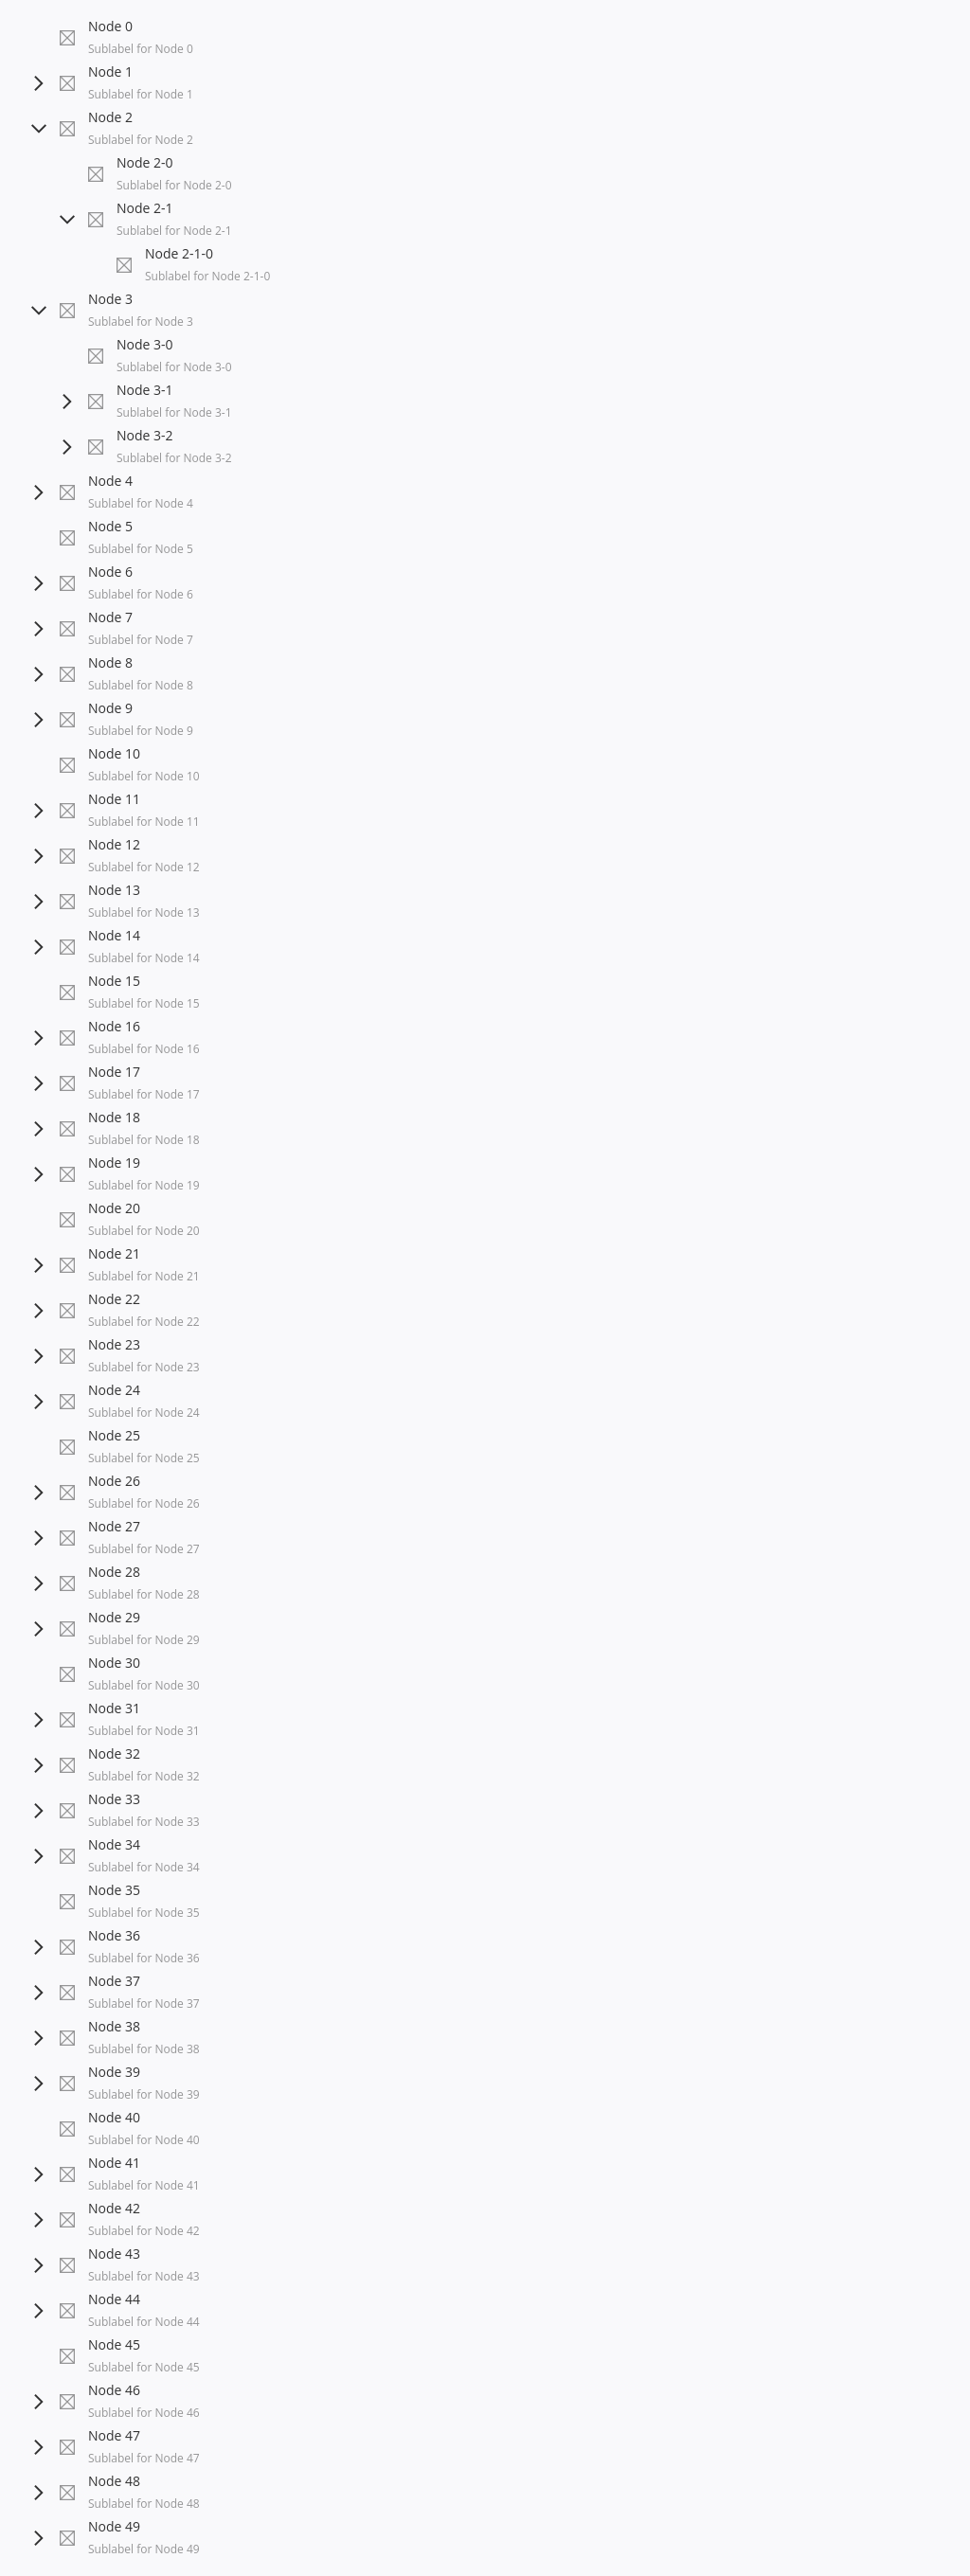 Node 0
Sublabel for Node 0
Node 1
Sublabel for Node 1
Node 2
Sublabel for Node 2
Node 2-0
Sublabel for Node 2-0
Node 2-1
Sublabel for Node 2-1
Node 2-1-0
Sublabel for Node 2-1-0
Node 3
Sublabel for Node 3
Node 3-0
Sublabel for Node 3-0
Node 3-1
Sublabel for Node 3-1
Node 3-2
Sublabel for Node 3-2
Node 4
Sublabel for Node 4
Node 5
Sublabel for Node 5
Node 6
Sublabel for Node 6
Node 7
Sublabel for Node 7
Node 8
Sublabel for Node 8
Node 9
Sublabel for Node 9
Node 10
Sublabel for Node 10
Node 11
Sublabel for Node 11
Node 12
Sublabel for Node 12
Node 13
Sublabel for Node 13
Node 14
Sublabel for Node 14
Node 15
Sublabel for Node 15
Node 16
Sublabel for Node 16
Node 17
Sublabel for Node 17
Node 18
Sublabel for Node 18
Node 19
Sublabel for Node 19
Node 20
Sublabel for Node 20
Node 21
Sublabel for Node 21
Node 22
Sublabel for Node 22
Node 23
Sublabel for Node 23
Node 24
Sublabel for Node 24
Node 25
Sublabel for Node 25
Node 26
Sublabel for Node 26
Node 27
Sublabel for Node 27
Node 28
Sublabel for Node 28
Node 29
Sublabel for Node 29
Node 30
Sublabel for Node 30
Node 31
Sublabel for Node 31
Node 32
Sublabel for Node 32
Node 33
Sublabel for Node 33
Node 34
Sublabel for Node 34
Node 35
Sublabel for Node 35
Node 36
Sublabel for Node 36
Node 37
Sublabel for Node 37
Node 38
Sublabel for Node 38
Node 39
Sublabel for Node 39
Node 40
Sublabel for Node 40
Node 41
Sublabel for Node 41
Node 42
Sublabel for Node 42
Node 43
Sublabel for Node 43
Node 44
Sublabel for Node 44
Node 45
Sublabel for Node 45
Node 46
Sublabel for Node 46
Node 47
Sublabel for Node 47
Node 48
Sublabel for Node 48
Node 49
Sublabel for Node 49